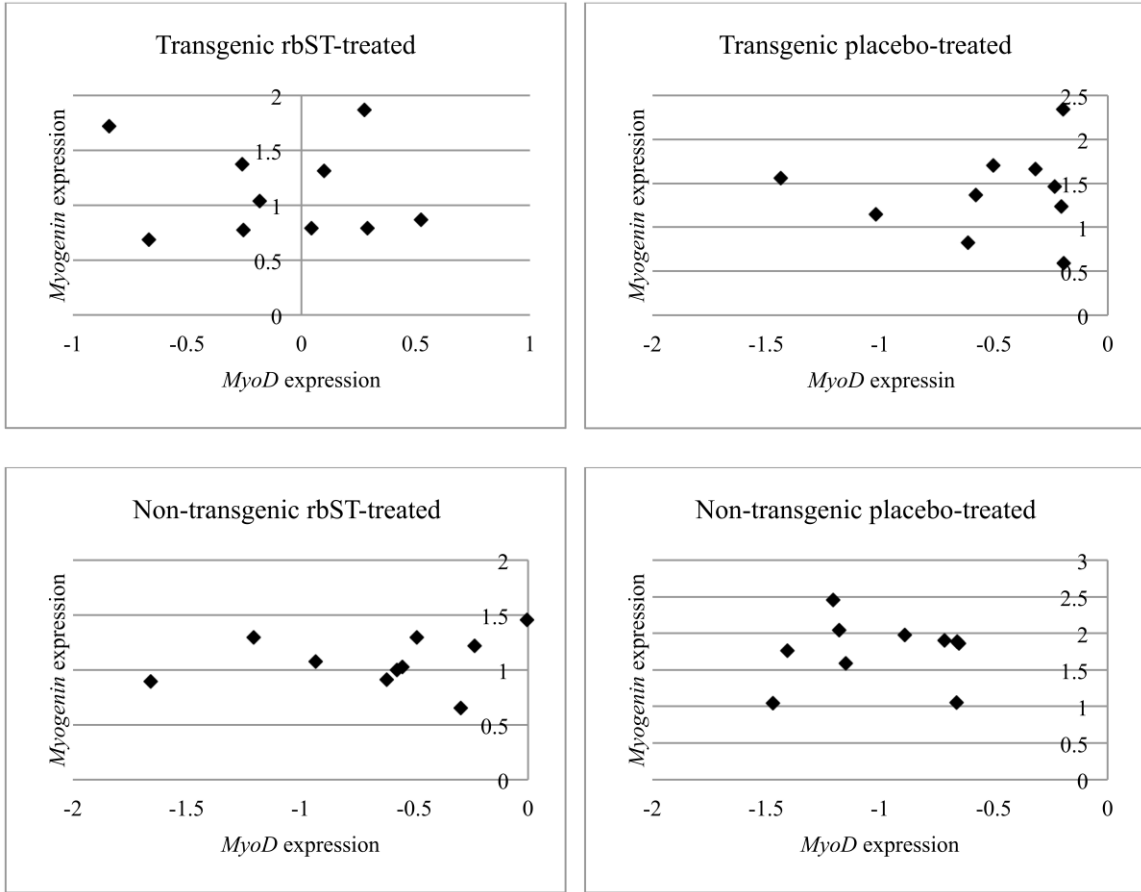 Transgenic rbST-treated
Myogenin expression
2
1.5
1
0.5
0
-1 -0.5 0 0.5 1
MyoD expression
Transgenic placebo-treated
Myogenin expression
2.5
2
1.5
1
0.5
0
-2 -1.5 -1 -0.5 0
MyoD expressin
Non-transgenic rbST-treated
Myogenin expression
2
1.5
1
0.5
0
-2 -1.5 -1 -0.5 0
MyoD expression
Non-transgenic placebo-treated
Myogenin expression
3
2.5
2
1.5
1
0.5
0
-2 -1.5 -1 -0.5 0
MyoD expression